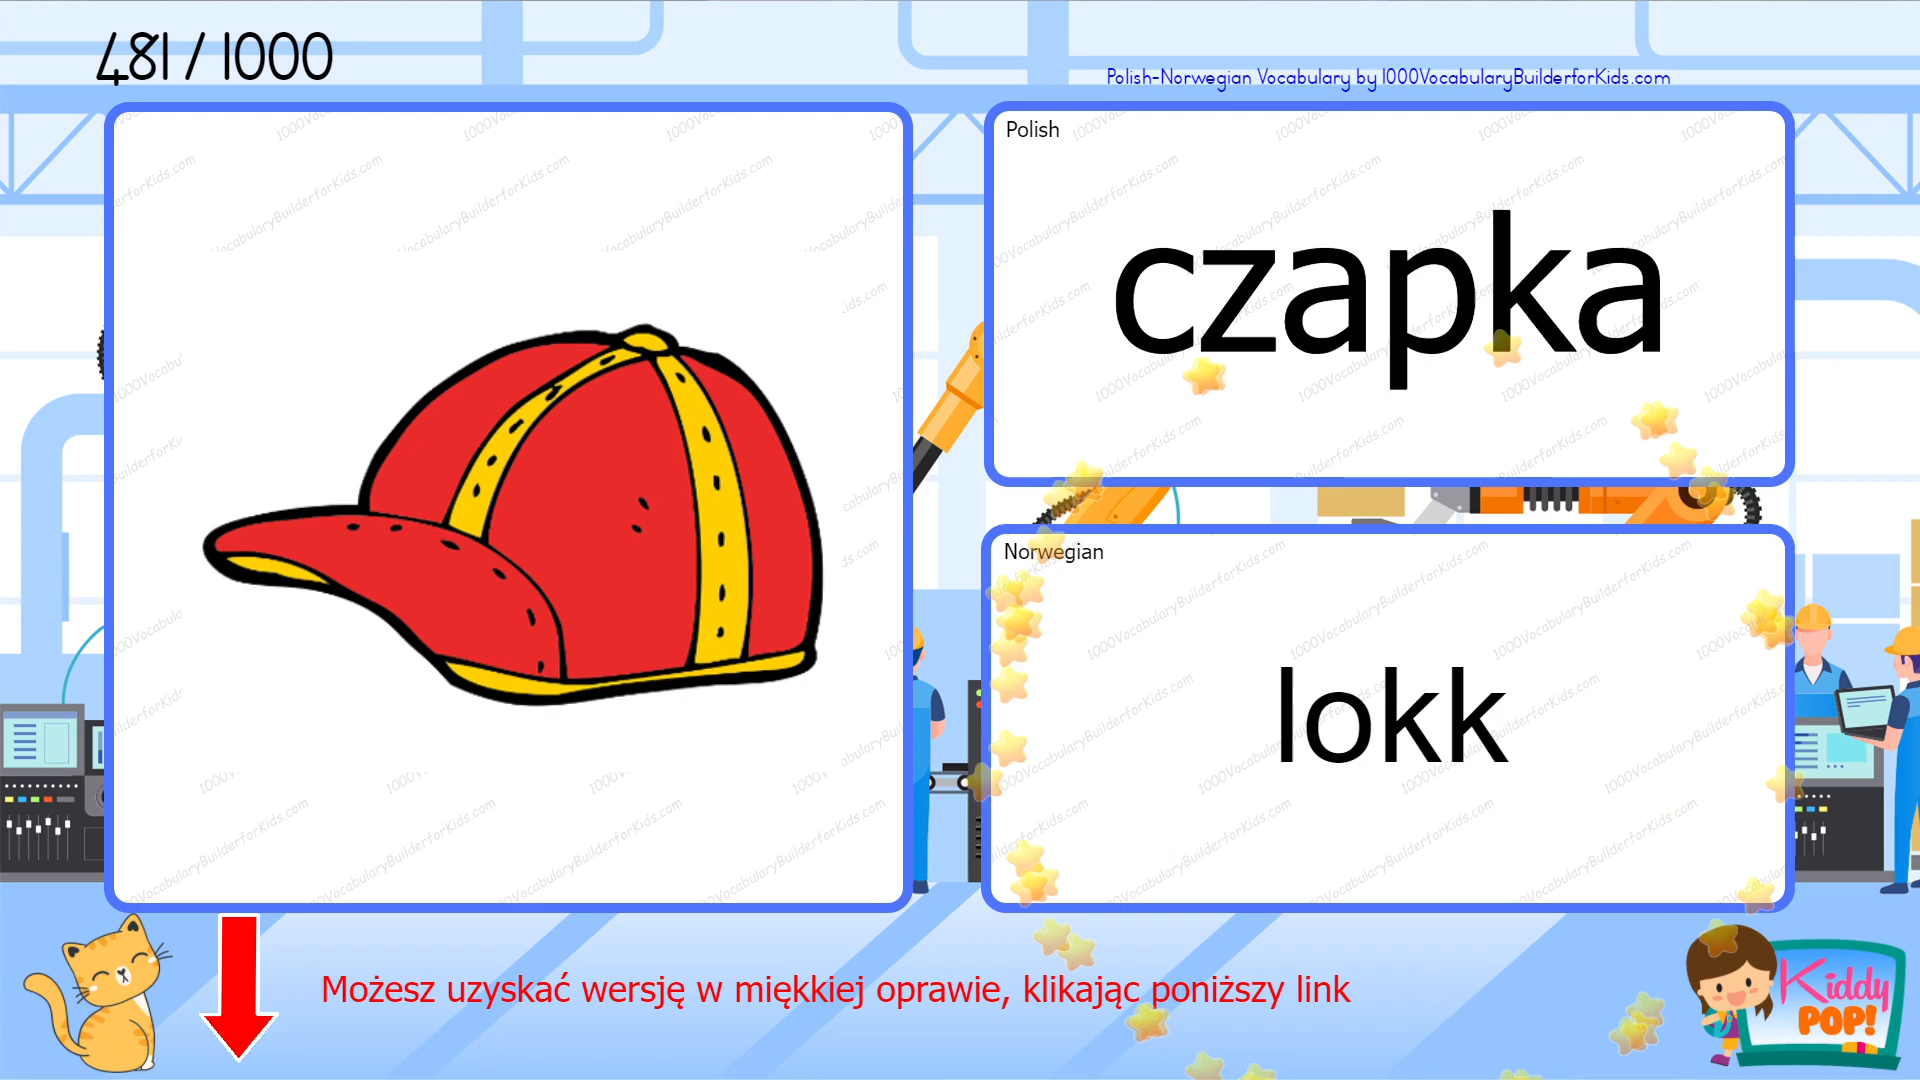 481 / 1000
Polish-Norwegian Vocabulary by 1000VocabularyBuilderforKids.com
Polish
czapka
Norwegian
lokk
Możesz uzyskać wersję w miękkiej oprawie, klikając poniższy link
Kiddy
POP!